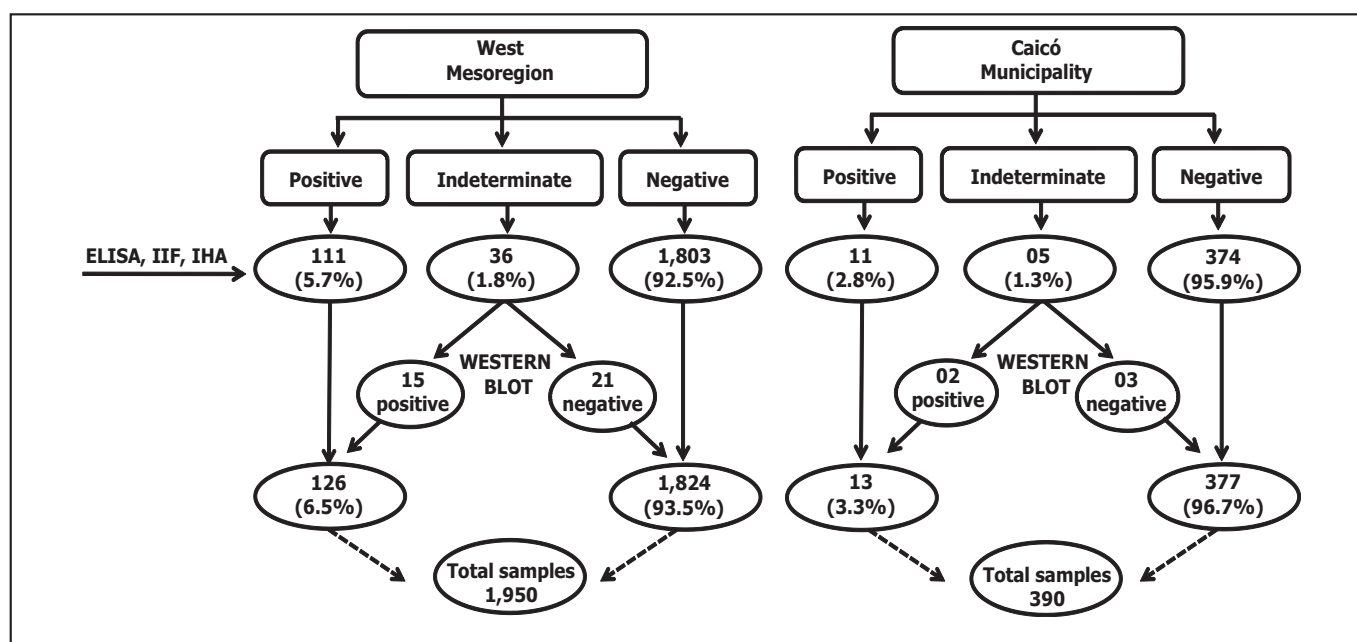 West
Mesoregion
Caicó
Municipality
Positive
Indeterminate
Negative
Positive
Indeterminate
Negative
ELISA, IIF, IHA
111
(5.7%)
36
(1.8%)
1,803
(92.5%)
11
(2.8%)
05
(1.3%)
374
(95.9%)
15
positive
WESTERN
BLOT
21
negative
02
positive
WESTERN
BLOT
03
negative
126
(6.5%)
1,824
(93.5%)
13
(3.3%)
377
(96.7%)
Total samples
1,950
Total samples
390